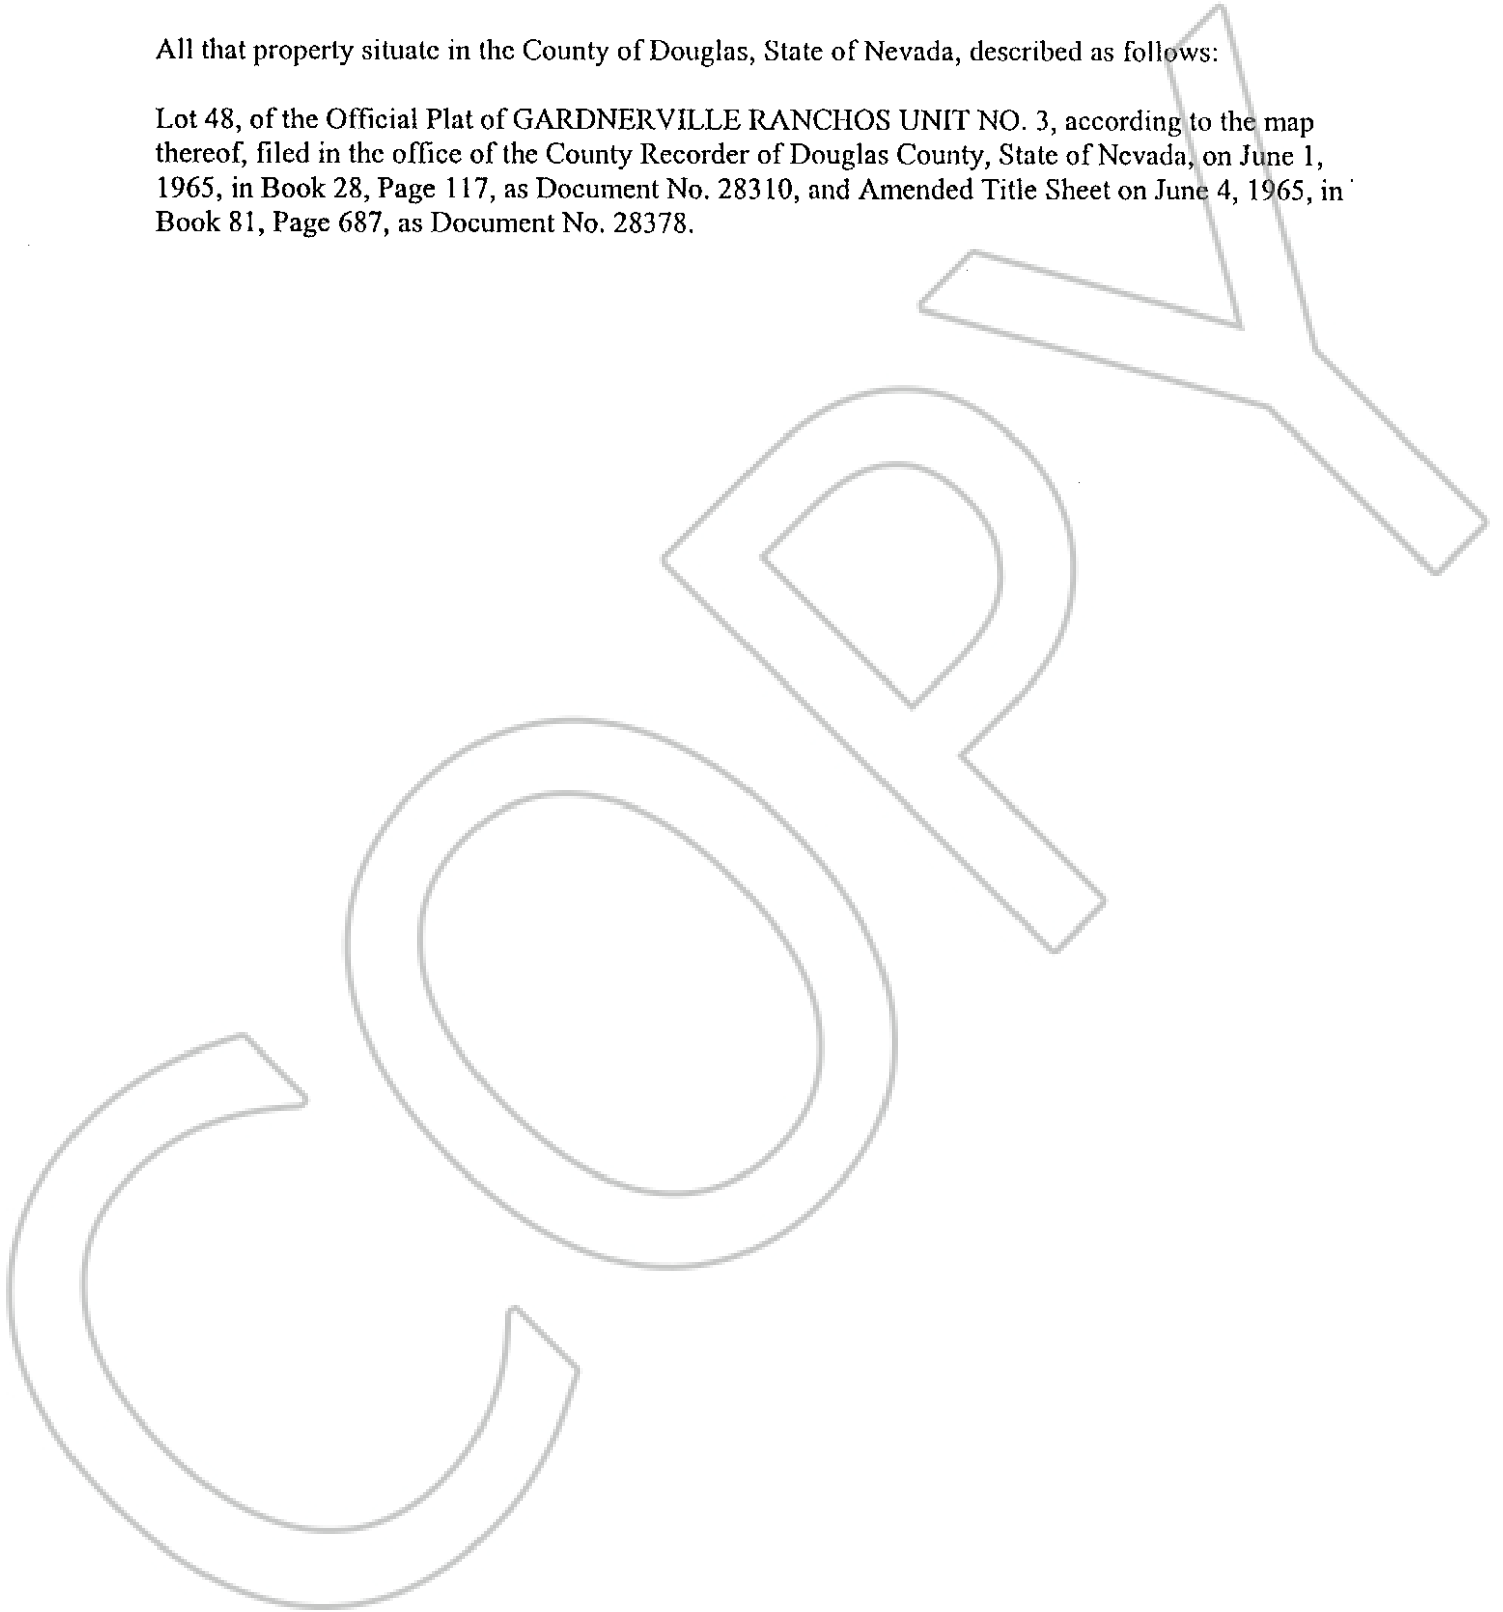 All that property situate in the County of Douglas, State of Nevada, described as follows:
Lot 48, of the Official Plat of GARDNERVILLE RANCHOS UNIT NO. 3, according to the map
thereof, filed in the office of the County Recorder of Douglas County, State of Nevada, on June 1,
1965, in Book 28, Page 117, as Document No. 28310, and Amended Title Sheet on June 4, 1965, in
Book 81, Page 687, as Document No. 28378.
COPY